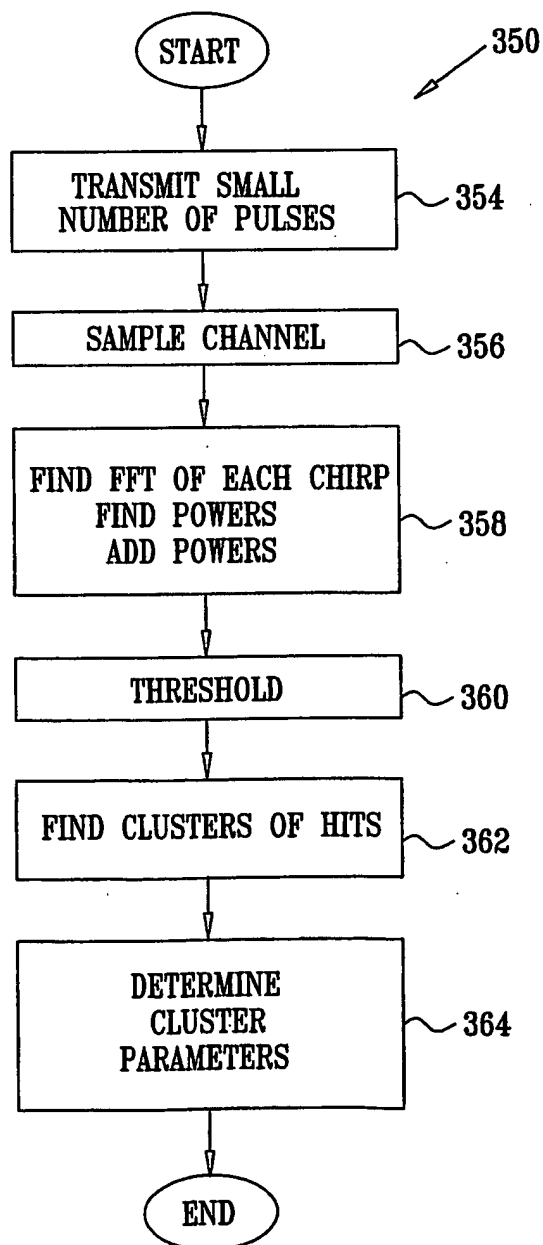 START
350
TRANSMIT SMALL
NUMBER OF PULSES
354
SAMPLE CHANNEL
356
FIND FFT OF EACH CHIRP
FIND POWERS
ADD POWERS
358
THRESHOLD
360
FIND CLUSTERS OF HITS
362
DETERMINE
CLUSTER
PARAMETERS
364
END